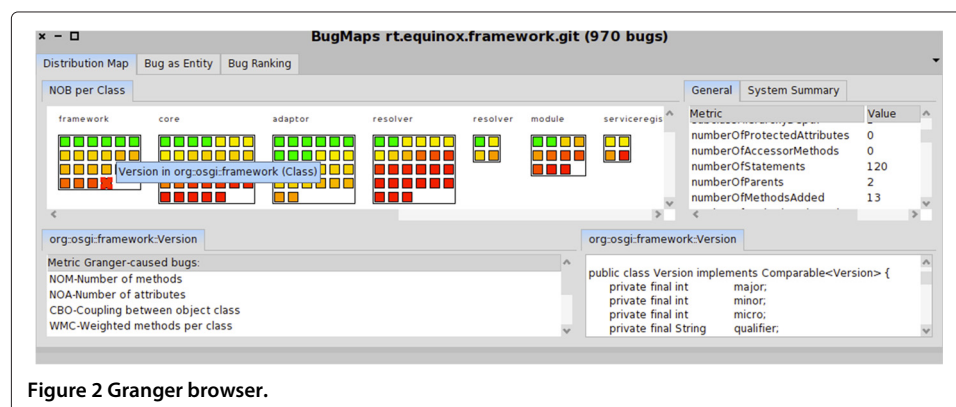 × – □ BugMaps rt.equinox.framework.git (970 bugs)
Distribution Map Bug as Entity Bug Ranking
NOB per Class
General System Summary
framework core adaptor resolver resolver module serviceregis
Metric Value
numberOfProtectedAttributes 0
numberOfAccessorMethods 0
numberOfStatements 120
numberOfParents 2
numberOfMethodsAdded 13
Version in org::osgi::framework (Class)
org::osgi::framework::Version
Metric Granger-caused bugs:
NOM-Number of methods
NOA-Number of attributes
CBO-Coupling between object class
WMC-Weighted methods per class
org::osgi::framework::Version
public class Version implements Comparable<Version> {
private final int major;
private final int minor;
private final int micro;
private final String qualifier;
Figure 2 Granger browser.